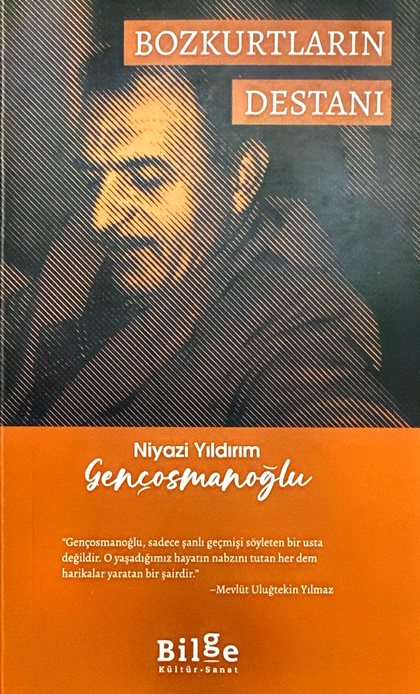 BOZKURTLARIN
DESTANI
Niyazi Yıldırım
Gençosmanoğlu
"Gençosmanoğlu, sadece şanlı geçmişi söyleten bir usta
değildir. O yaşadığımız hayatın nabzını tutan her dem
harikalar yaratan bir şairdir."
–Mevlüt Uluğtekin Yılmaz
Bilge
Kültür-Sanat